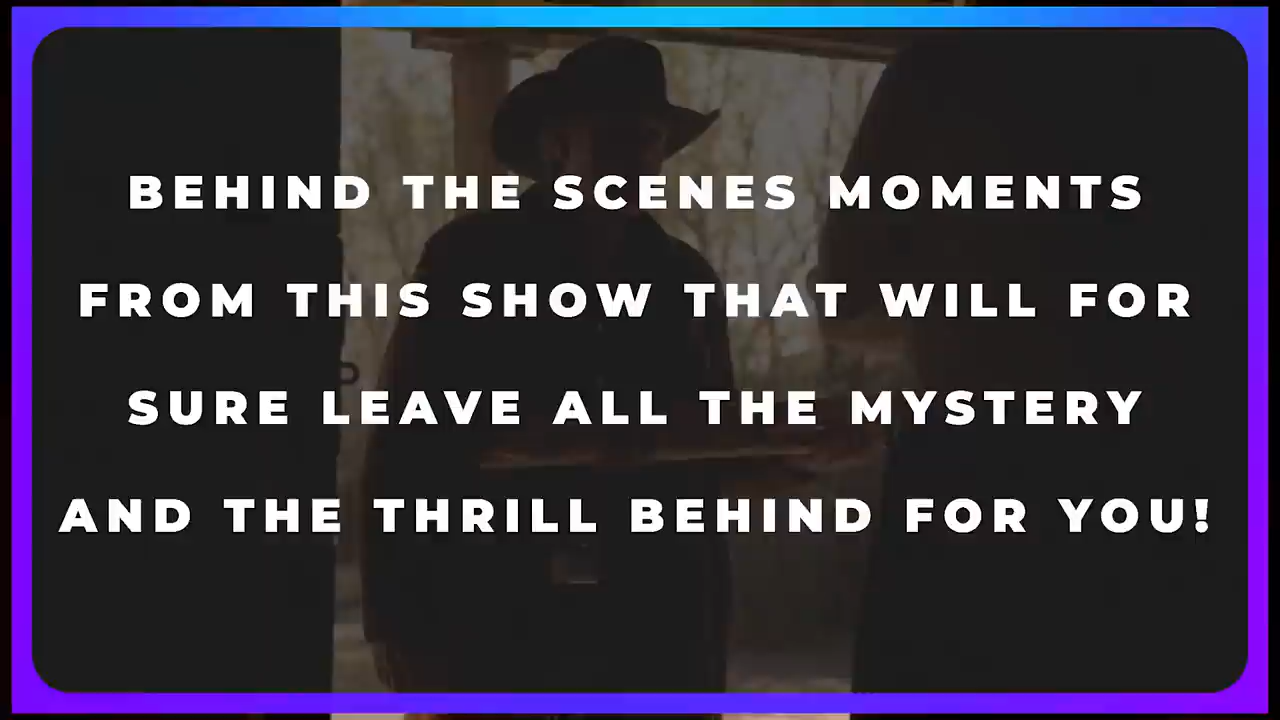 BEHIND THE SCENES MOMENTS
FROM THIS SHOW THAT WILL FOR
SURE LEAVE ALL THE MYSTERY
AND THE THRILL BEHIND FOR YOU!